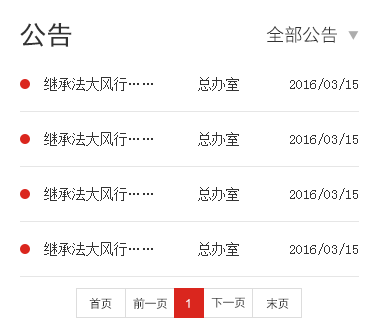 公告 全部公告 ▼
继承法大风行…… 总办室 2016/03/15
继承法大风行…… 总办室 2016/03/15
继承法大风行…… 总办室 2016/03/15
继承法大风行…… 总办室 2016/03/15
首页 前一页 1 下一页 末页